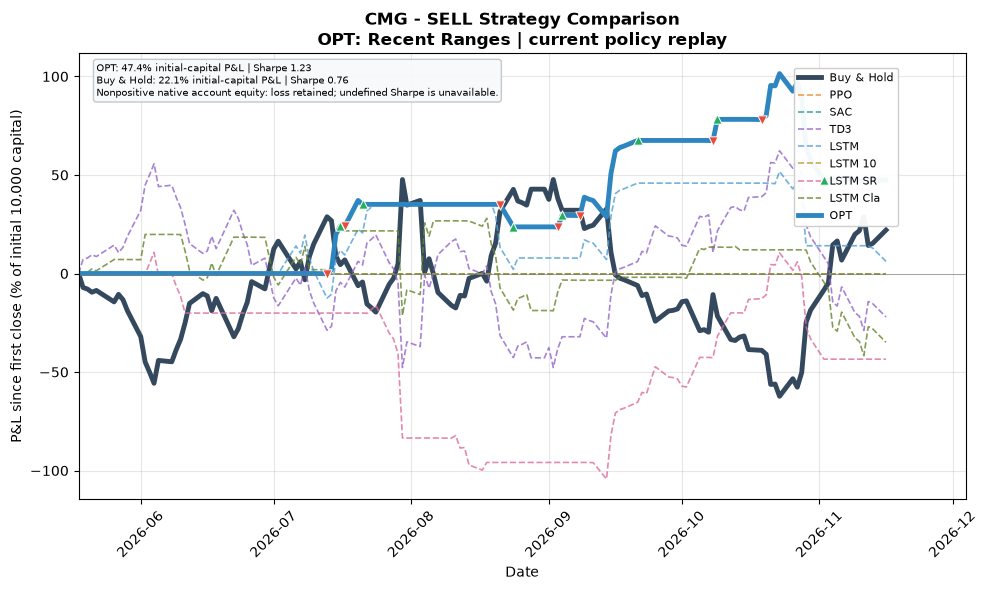 CMG - SELL Strategy Comparison
OPT: Recent Ranges | current policy replay
OPT: 47.4% initial-capital P&L | Sharpe 1.23
Buy & Hold: 22.1% initial-capital P&L | Sharpe 0.76
Nonpositive native account equity: loss retained; undefined Sharpe is unavailable.
Buy & Hold
PPO
SAC
TD3
LSTM
LSTM 10
LSTM SR
LSTM Cla
OPT
P&L since first close (% of initial 10,000 capital)
100
50
0
−50
−100
2026-06
2026-07
2026-08
2026-09
2026-10
2026-11
2026-12
Date